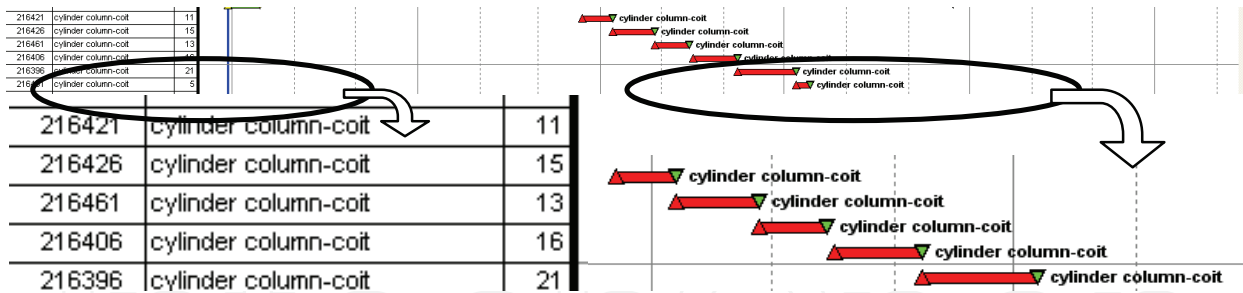 216421 cylinder column-coit 11 cylinder column-coit
216426 cylinder column-coit 15 cylinder column-coit
216461 cylinder column-coit 13 cylinder column-coit
216406 cylinder column-coit cylinder column-coit
216396 cylinder column-coit 21 cylinder column-coit
cylinder column-coit 5 cylinder column-coit
216421 cylinder column-coit 11
216426 cylinder column-coit 15 cylinder column-coit
216461 cylinder column-coit 13 cylinder column-coit
216406 cylinder column-coit 16 cylinder column-coit
cylinder column-coit
216396 cylinder column-coit 21 cylinder column-coit